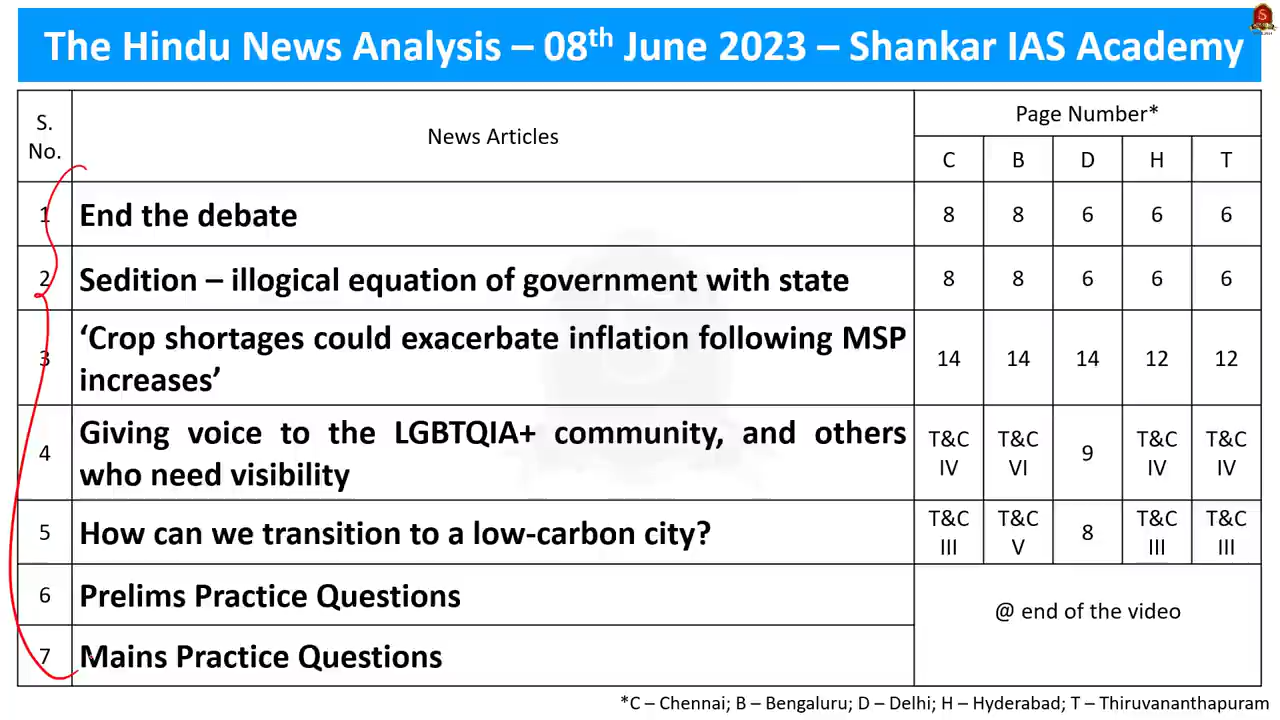 The Hindu News Analysis – 08th June 2023 – Shankar IAS Academy
S. No. News Articles Page Number*
C B D H T
1 End the debate 8 8 6 6 6
2 Sedition – illogical equation of government with state 8 8 6 6 6
3 ‘Crop shortages could exacerbate inflation following MSP increases’ 14 14 14 12 12
4 Giving voice to the LGBTQIA+ community, and others who need visibility T&C IV T&C VI 9 T&C IV T&C IV
5 How can we transition to a low-carbon city? T&C III T&C V 8 T&C III T&C III
6 Prelims Practice Questions @ end of the video
7 Mains Practice Questions
*C – Chennai; B – Bengaluru; D – Delhi; H – Hyderabad; T – Thiruvananthapuram